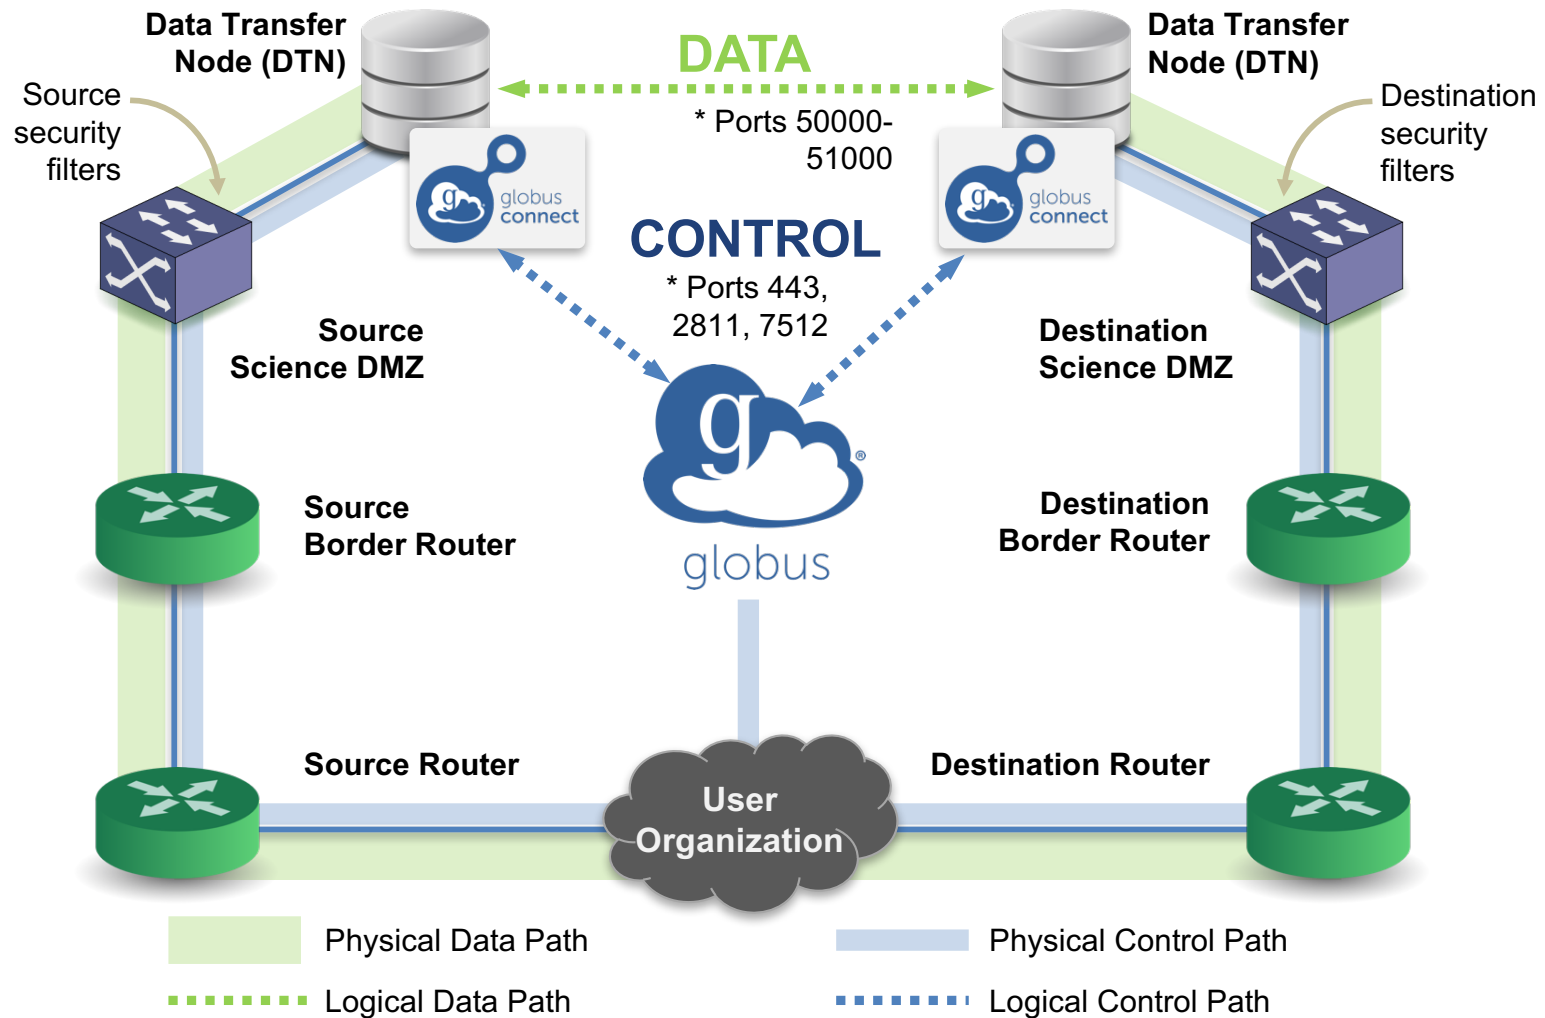 Data Transfer
Node (DTN)
DATA
Data Transfer
Node (DTN)
Source
security
filters
* Ports 50000-
51000
Destination
security
filters
g
globus
connect
g
globus
connect
CONTROL
* Ports 443,
2811, 7512
Source
Science DMZ
Destination
Science DMZ
g
®
globus
Source
Border Router
Destination
Border Router
Source Router
Destination Router
User
Organization
Physical Data Path
Physical Control Path
Logical Data Path
Logical Control Path